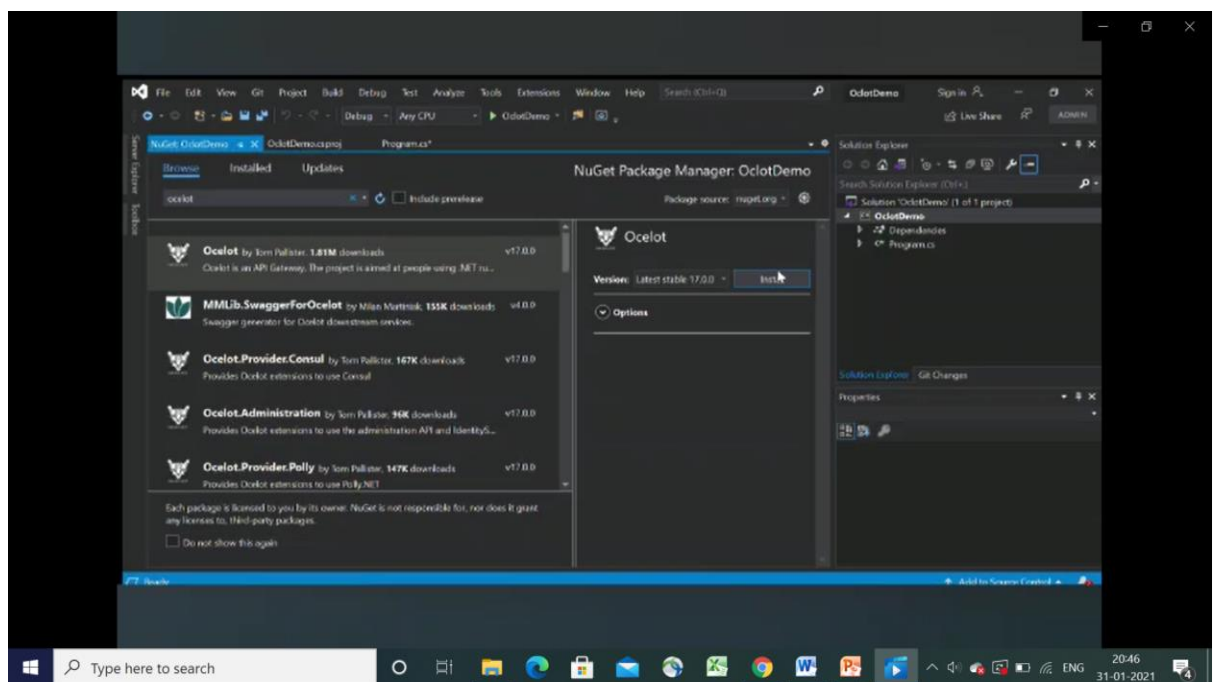 File Edit View Git Project Build Debug Test Analyze Tools Extensions Window Help Search (Ctrl+Q) OclotDemo Sign in
Debug Any CPU OclotDemo Live Share ADMIN
Server Explorer
Toolbox
NuGet: OclotDemo OclotDemo.csproj Program.cs*
Browse Installed Updates NuGet Package Manager: OclotDemo
ocelot Include prerelease Package source: nuget.org
Ocelot by Tom Pallister, 1.81M downloads v17.0.0
Ocelot is an API Gateway. The project is aimed at people using .NET ru...
MMLib.SwaggerForOcelot by Milan Martiniak, 155K downloads v4.0.0
Swagger generator for Ocelot downstream services.
Ocelot.Provider.Consul by Tom Pallister, 167K downloads v17.0.0
Provides Ocelot extensions to use Consul
Ocelot.Administration by Tom Pallister, 96K downloads v17.0.0
Provides Ocelot extensions to use the administration API and IdentityS...
Ocelot.Provider.Polly by Tom Pallister, 147K downloads v17.0.0
Provides Ocelot extensions to use Polly.NET
Each package is licensed to you by its owner. NuGet is not responsible for, nor does it grant
any licenses to, third-party packages.
Do not show this again
Ocelot
Version: Latest stable 17.0.0 Install
Options
Solution Explorer
Search Solution Explorer (Ctrl+;)
Solution 'OclotDemo' (1 of 1 project)
OclotDemo
Dependencies
C# Program.cs
Solution Explorer Git Changes
Properties
Ready Add to Source Control
Type here to search ENG 20:46
31-01-2021
4